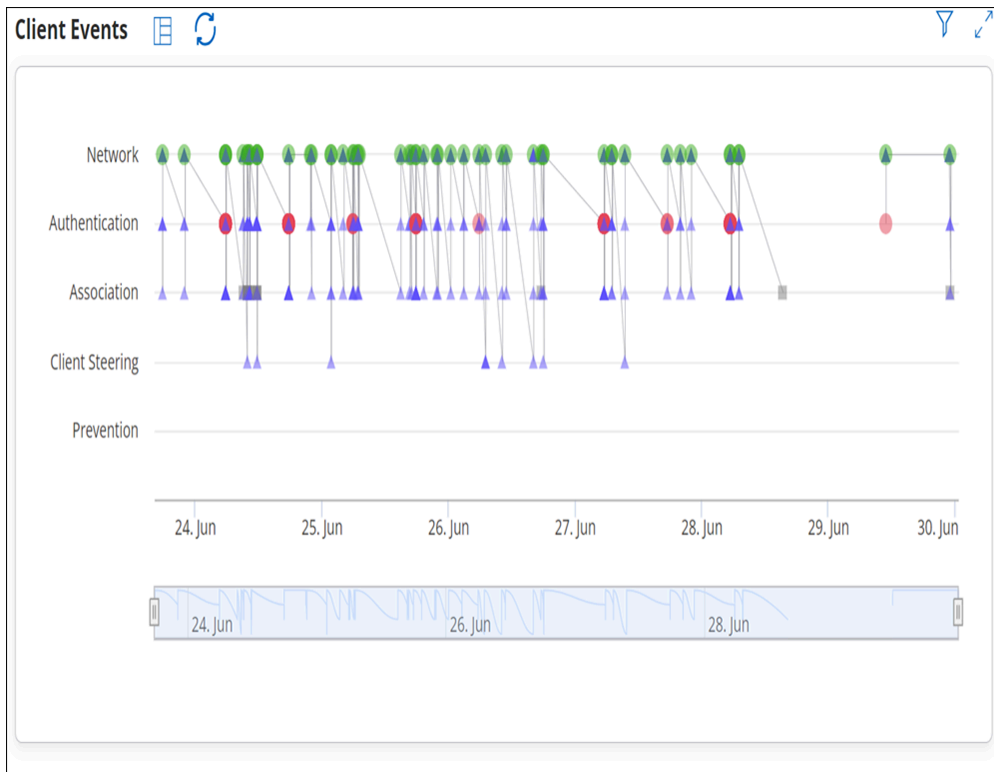 Client Events
Network
Authentication
Association
Client Steering
Prevention
24. Jun 25. Jun 26. Jun 27. Jun 28. Jun 29. Jun 30. Jun
24. Jun 26. Jun 28. Jun